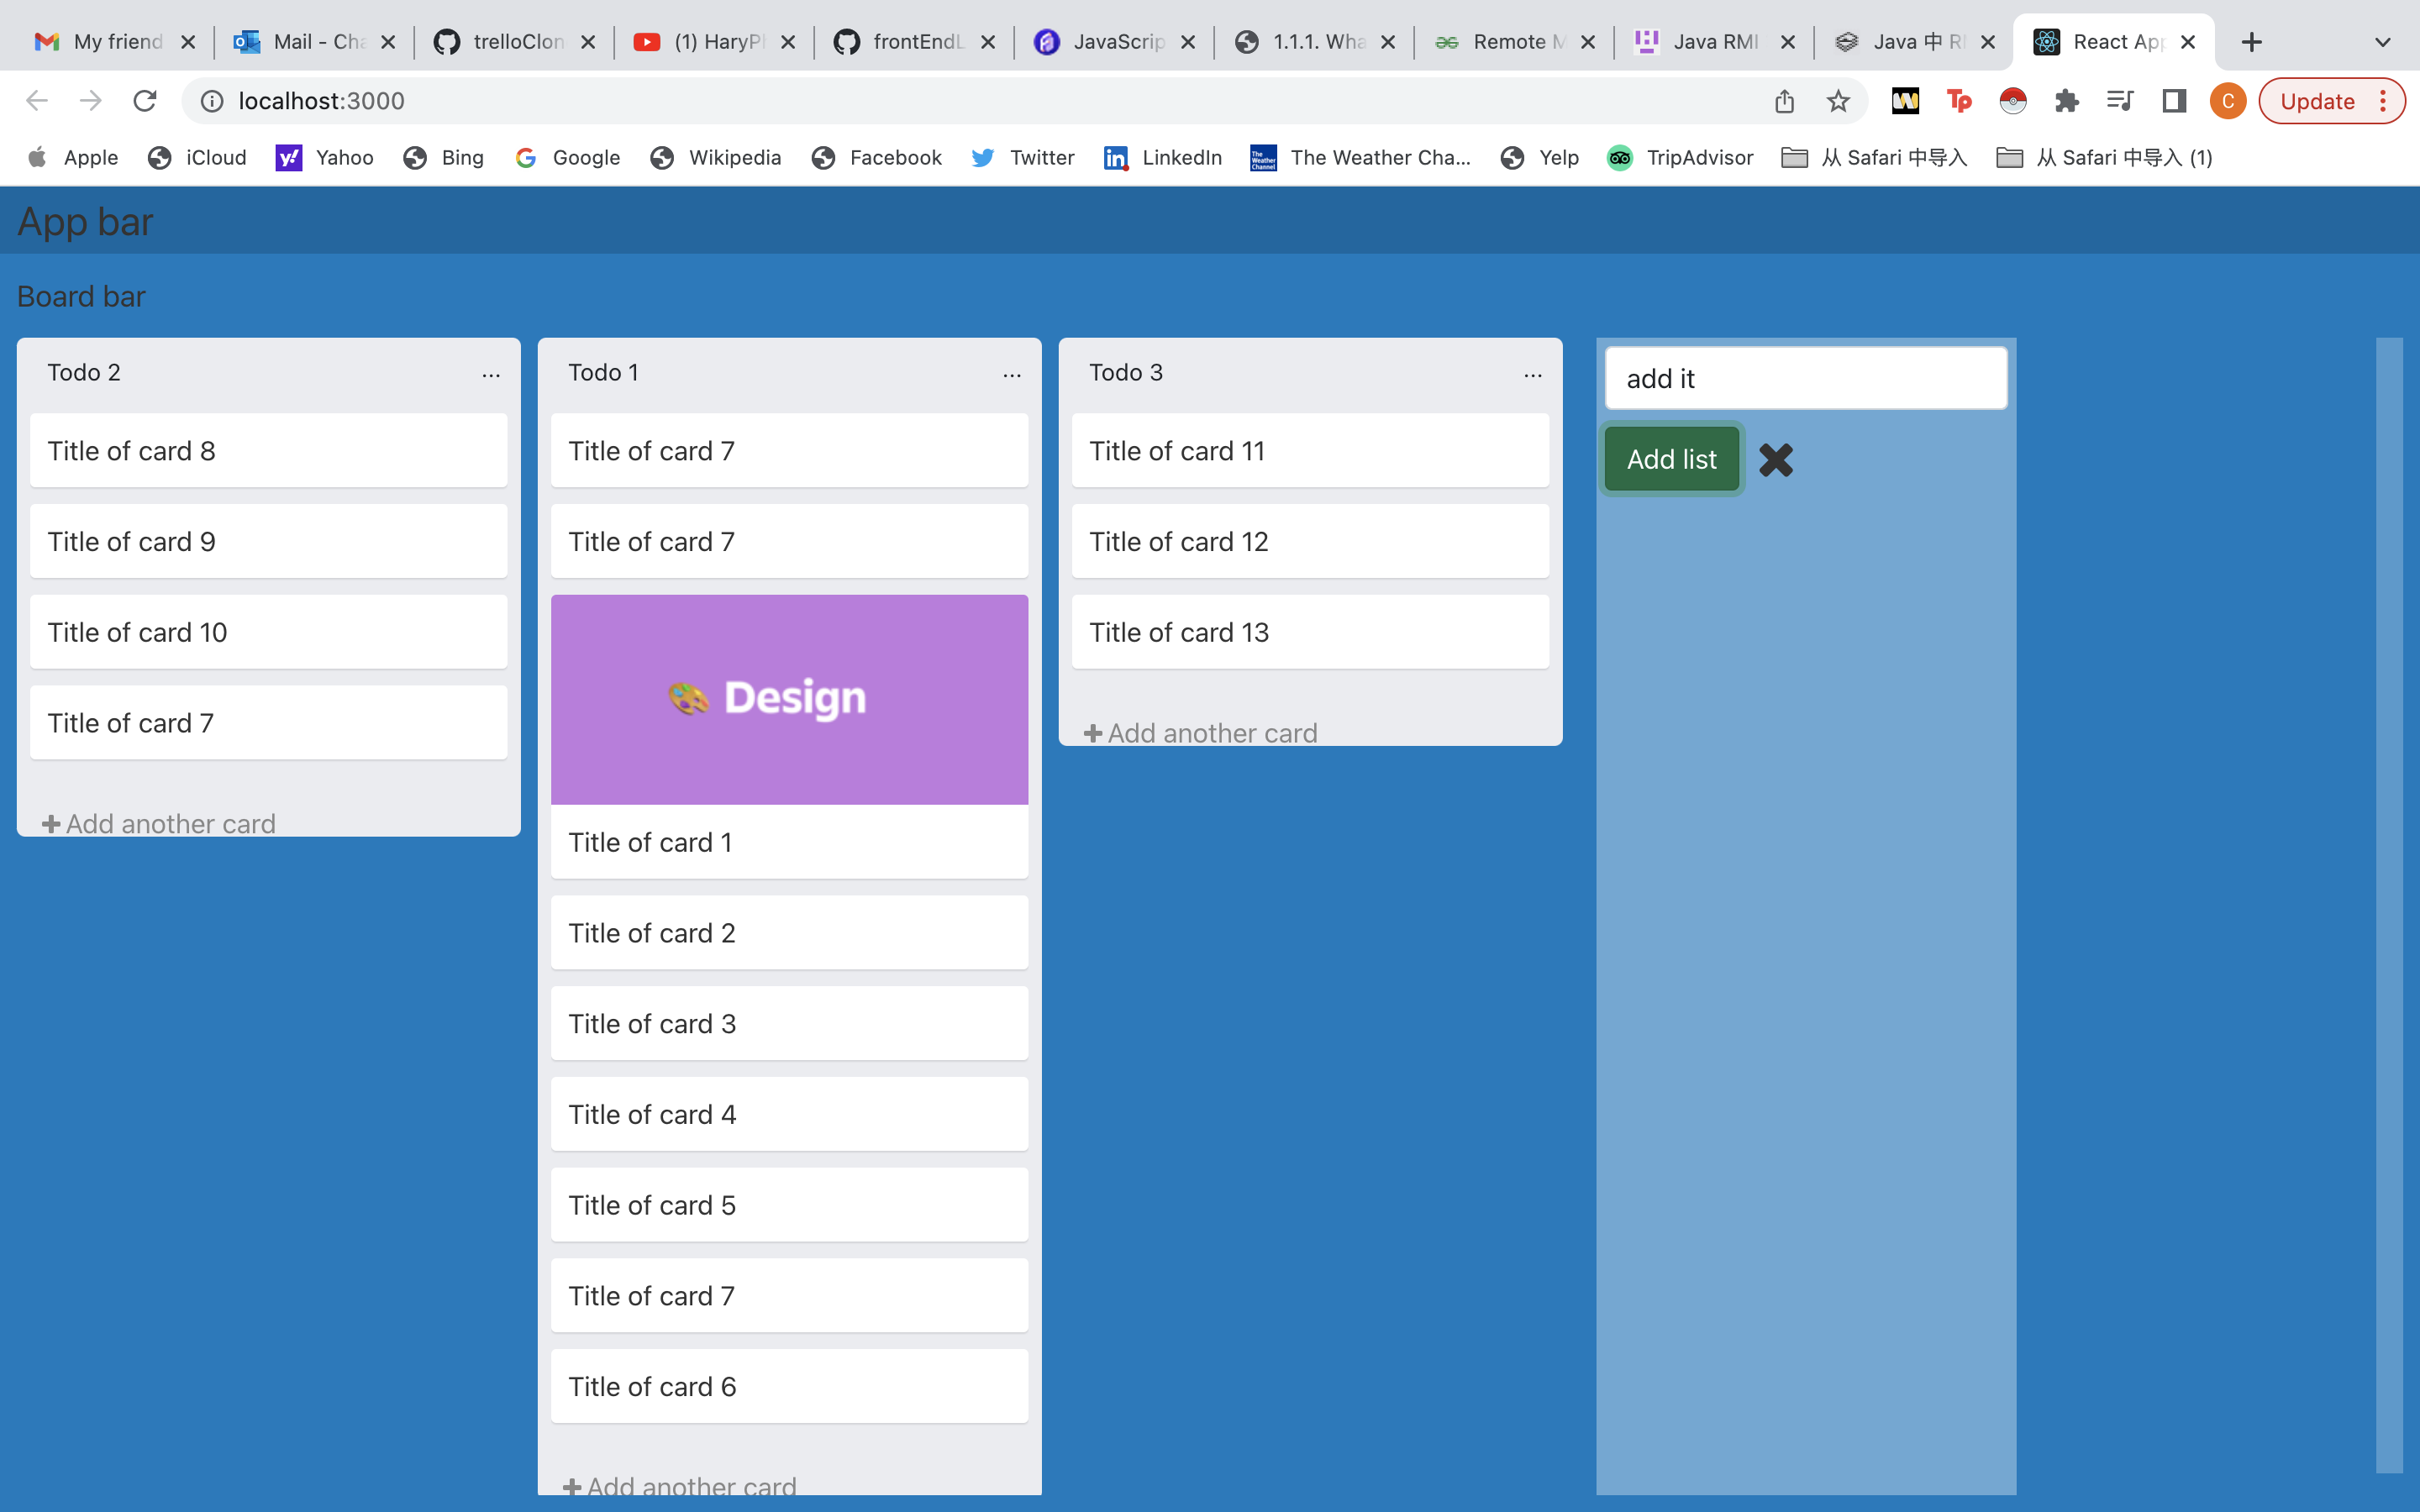 My friend
Mail - Cha
trelloClon
(1) HaryPh
frontEndL
JavaScrip
1.1.1. Wha
Remote M
Java RMI
Java 中 RI
React App
localhost:3000
C
Update
Apple
iCloud
Yahoo
Bing
Google
Wikipedia
Facebook
Twitter
LinkedIn
The Weather Cha...
Yelp
TripAdvisor
从 Safari 中导入
从 Safari 中导入 (1)
App bar
Board bar
Todo 2
...
Title of card 8
Title of card 9
Title of card 10
Title of card 7
Add another card
Todo 1
...
Title of card 7
Title of card 7
Design
Title of card 1
Title of card 2
Title of card 3
Title of card 4
Title of card 5
Title of card 7
Title of card 6
Add another card
Todo 3
...
Title of card 11
Title of card 12
Title of card 13
Add another card
add it
Add list